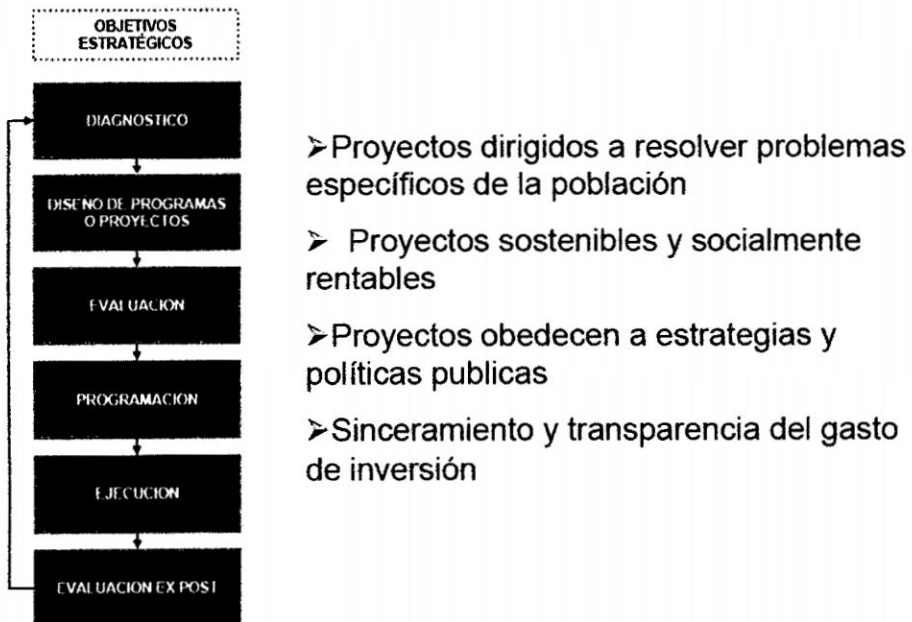 OBJETIVOS
ESTRATÉGICOS
DIAGNOSTICO
DISEÑO DE PROGRAMAS
O PROYECTOS
EVALUACION
PROGRAMACION
EJECUCION
EVALUACION EX POST
➢Proyectos dirigidos a resolver problemas
específicos de la población
➢ Proyectos sostenibles y socialmente
rentables
➢Proyectos obedecen a estrategias y
políticas publicas
➢Sinceramiento y transparencia del gasto
de inversión